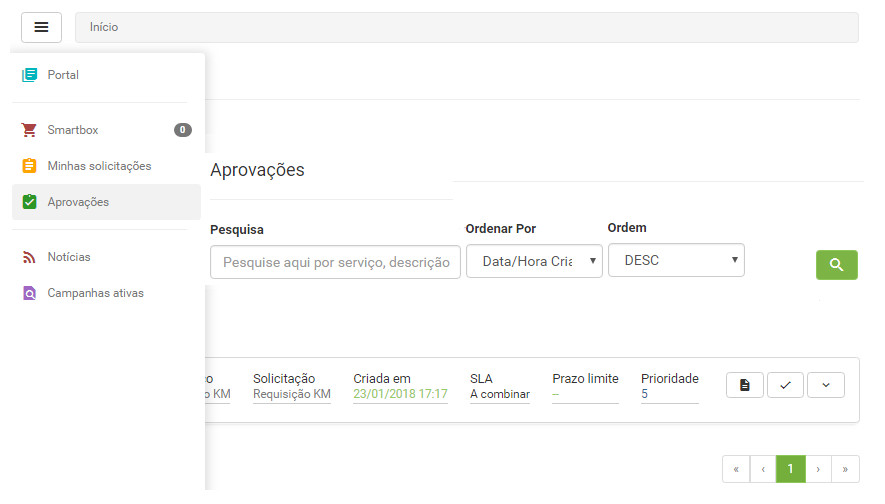 Início
Portal
Smartbox 0
Minhas solicitações
Aprovações
Notícias
Campanhas ativas
Aprovações
Pesquisa Ordenar Por Ordem
Pesquise aqui por serviço, descrição Data/Hora Cria DESC
Solicitação Criada em SLA Prazo limite Prioridade
KM Requisição KM 23/01/2018 17:17 A combinar -- 5
« ‹ 1 › »